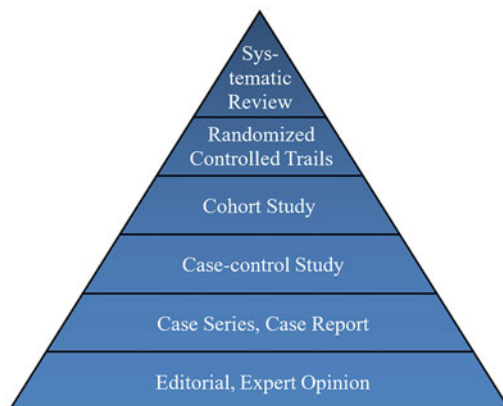 Sys-
tematic
Review
Randomized
Controlled Trails
Cohort Study
Case-control Study
Case Series, Case Report
Editorial, Expert Opinion